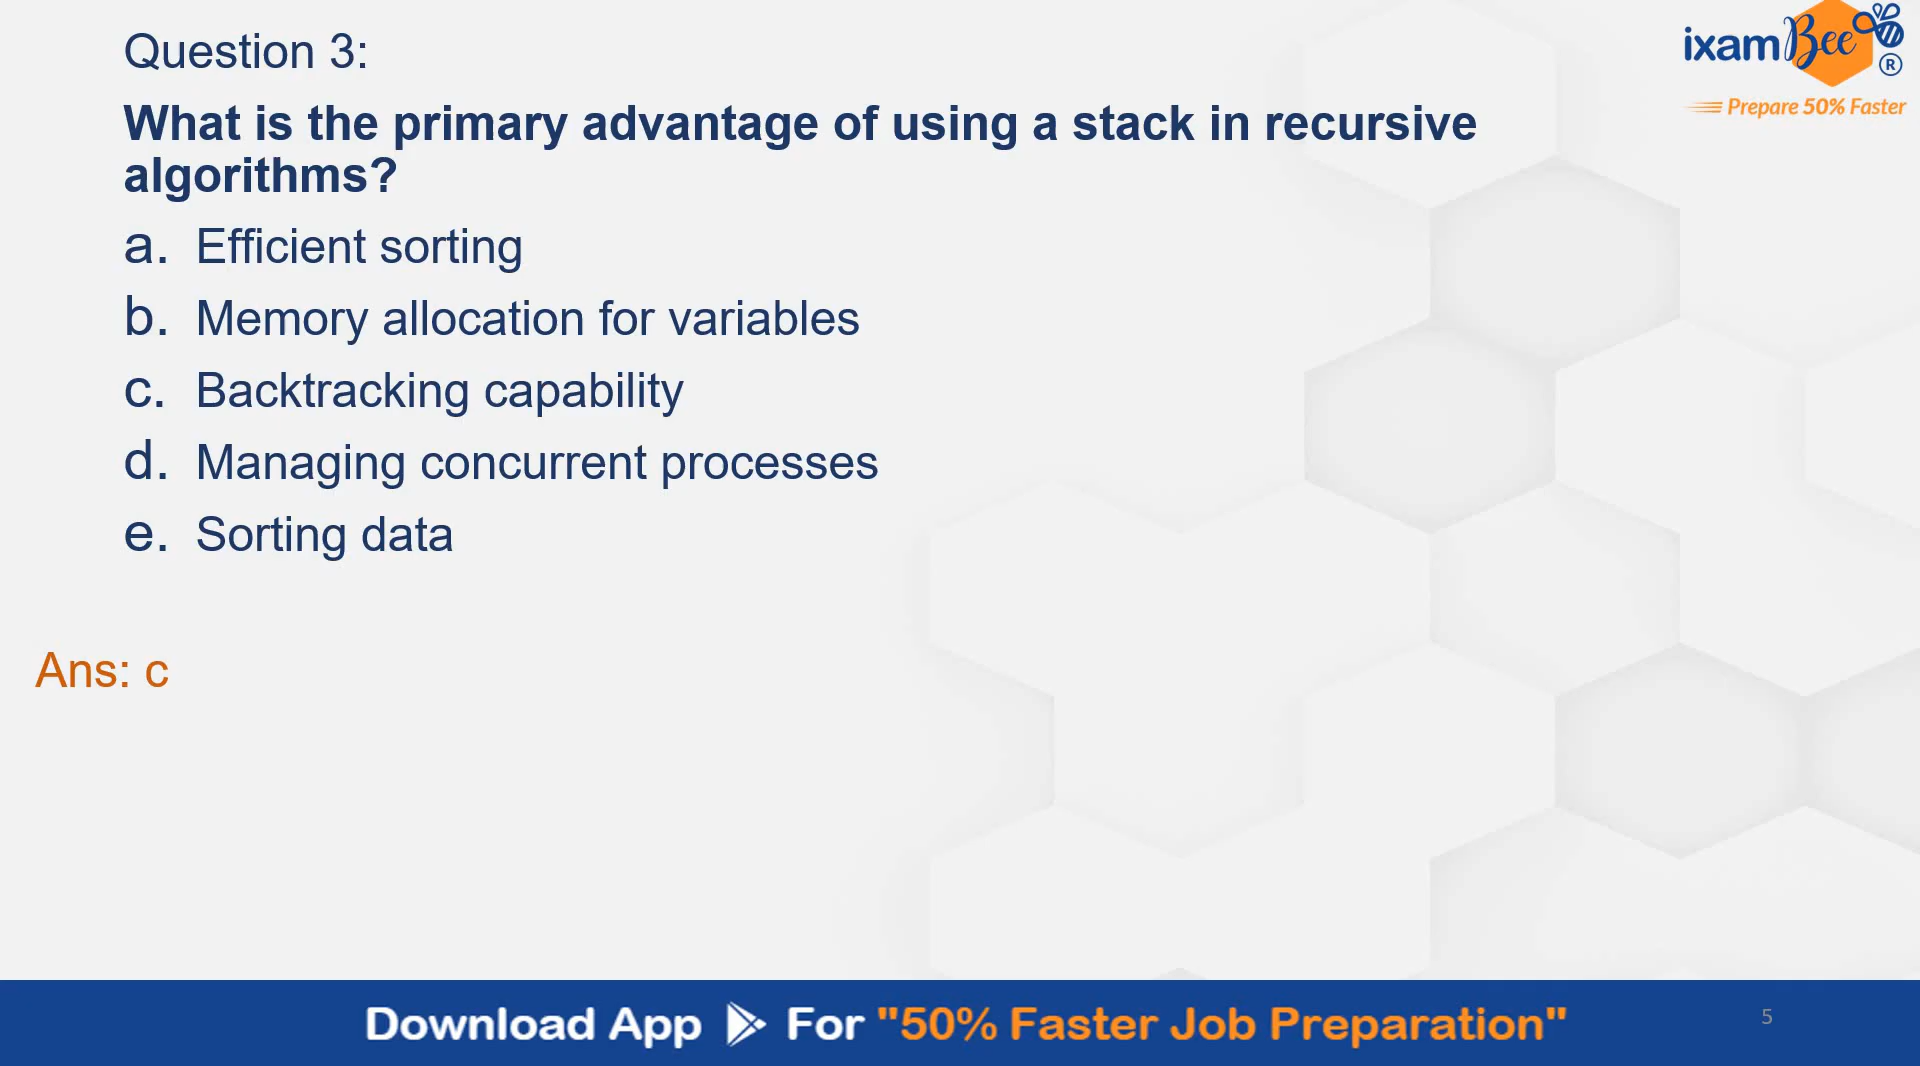 Question 3:
ixamBee®
Prepare 50% Faster
What is the primary advantage of using a stack in recursive
algorithms?
a. Efficient sorting
b. Memory allocation for variables
c. Backtracking capability
d. Managing concurrent processes
e. Sorting data
Ans: c
Download App For "50% Faster Job Preparation"
5